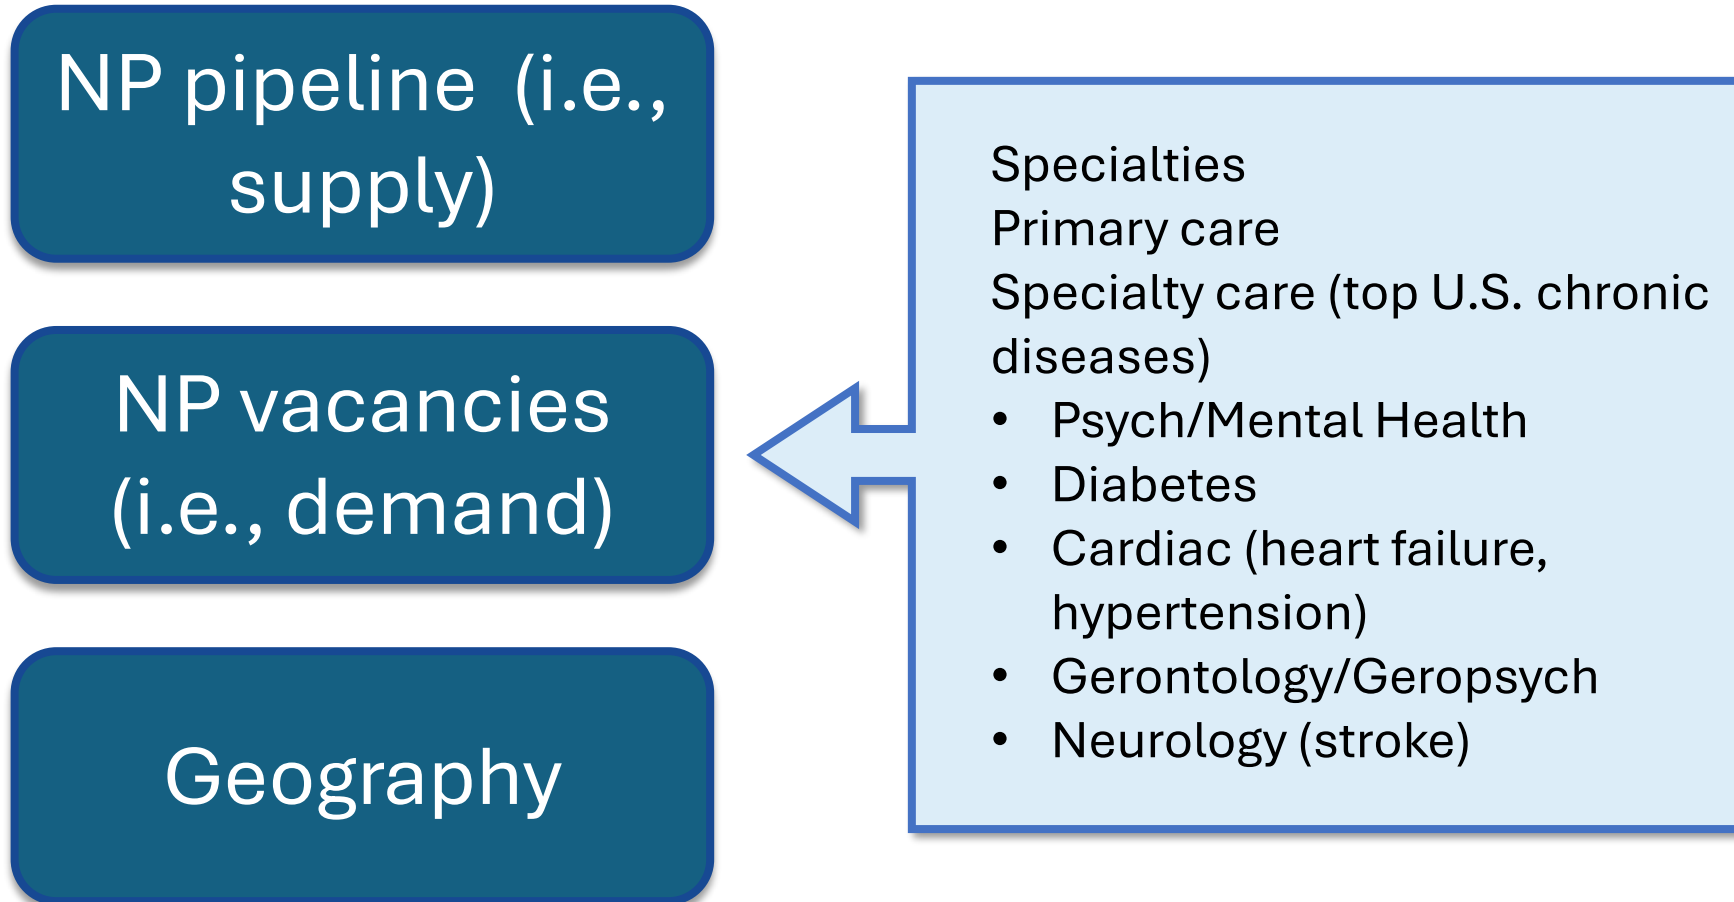 NP pipeline  (i.e.,
supply)
NP vacancies
(i.e., demand)
Geography
Specialties
Primary care
Specialty care (top U.S. chronic
diseases)
• Psych/Mental Health
• Diabetes
• Cardiac (heart failure,
hypertension)
• Gerontology/Geropsych
• Neurology (stroke)